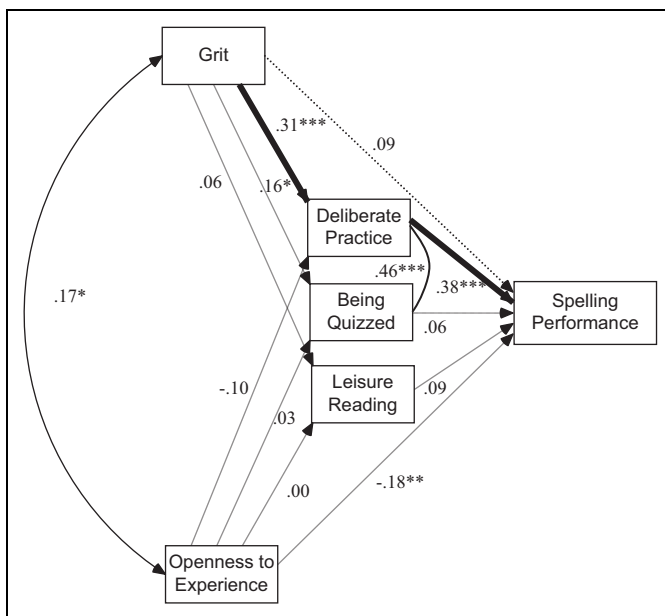 Grit
.31***
.09
.16*
.06
Deliberate
Practice
.46***
.38***
Being
Quizzed
.06
Spelling
Performance
.17*
Leisure
Reading
-.10
.09
.03
.00
-.18**
Openness to
Experience